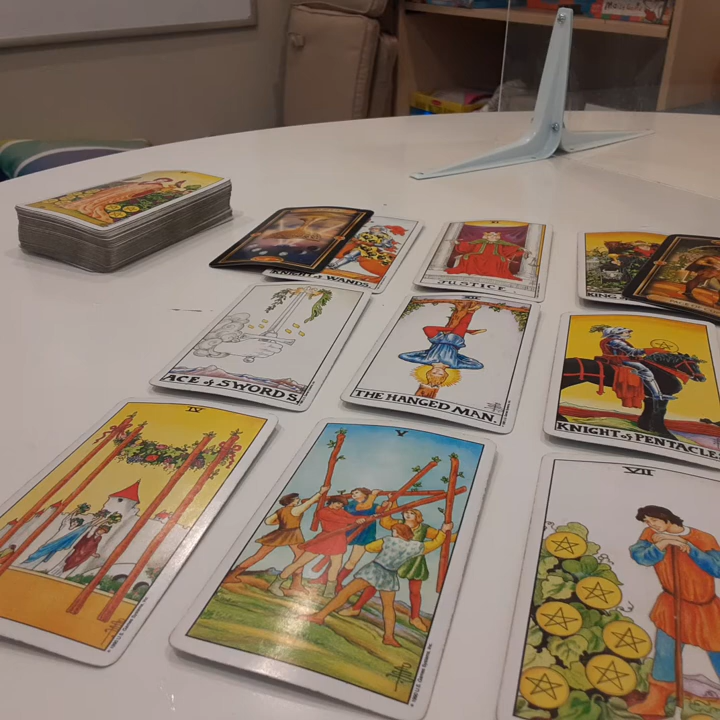 KNIGHT of WANDS.
JUSTICE.
KING
ACE of SWORDS.
XII
THE HANGED MAN.
KNIGHT of PENTACLES
IV
V
VII